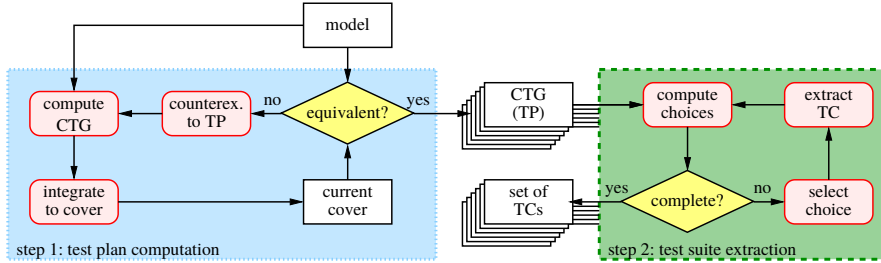 model
compute
CTG
counterex.
to TP
no
equivalent?
yes
CTG
(TP)
compute
choices
extract
TC
integrate
to cover
current
cover
set of
TCs
yes
complete?
no
select
choice
step 1: test plan computation
step 2: test suite extraction